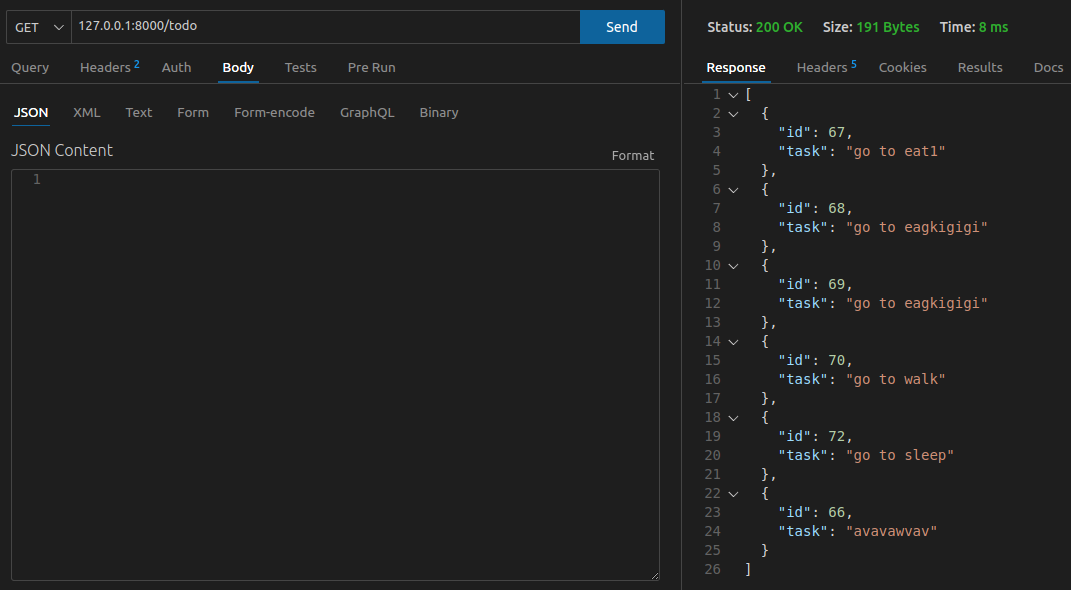 GET 127.0.0.1:8000/todo Send
Query Headers 2 Auth Body Tests Pre Run
JSON XML Text Form Form-encode GraphQL Binary
JSON Content Format
1
Status: 200 OK Size: 191 Bytes Time: 8 ms
Response Headers 5 Cookies Results Docs
1 [
2 {
3 "id": 67,
4 "task": "go to eat1"
5 },
6 {
7 "id": 68,
8 "task": "go to eagkigigi"
9 },
10 {
11 "id": 69,
12 "task": "go to eagkigigi"
13 },
14 {
15 "id": 70,
16 "task": "go to walk"
17 },
18 {
19 "id": 72,
20 "task": "go to sleep"
21 },
22 {
23 "id": 66,
24 "task": "avavawvav"
25 }
26 ]